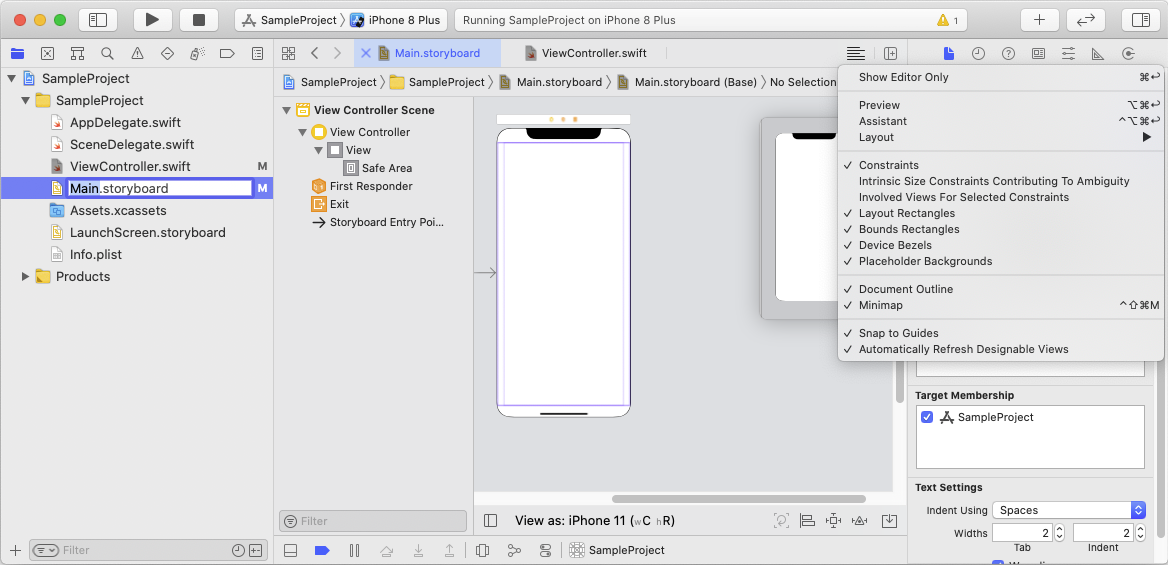 SampleProject
iPhone 8 Plus
Running SampleProject on iPhone 8 Plus
1
Main.storyboard
ViewController.swift
SampleProject
SampleProject
AppDelegate.swift
SceneDelegate.swift
ViewController.swift M
Main.storyboard M
Assets.xcassets
LaunchScreen.storyboard
Info.plist
Products
Filter
SampleProject
SampleProject
Main.storyboard
Main.storyboard (Base)
No Selection
View Controller Scene
View Controller
View
Safe Area
First Responder
Exit
Storyboard Entry Poi...
Filter
View as: iPhone 11 (wC hR)
SampleProject
Show Editor Only ⌘↩
Preview ⌥⌘↩
Assistant ^⌥⌘↩
Layout
Constraints
Intrinsic Size Constraints Contributing To Ambiguity
Involved Views For Selected Constraints
Layout Rectangles
Bounds Rectangles
Device Bezels
Placeholder Backgrounds
Document Outline
Minimap ^⇧⌘M
Snap to Guides
Automatically Refresh Designable Views
Target Membership
SampleProject
Text Settings
Indent Using Spaces
Widths 2 2
Tab Indent